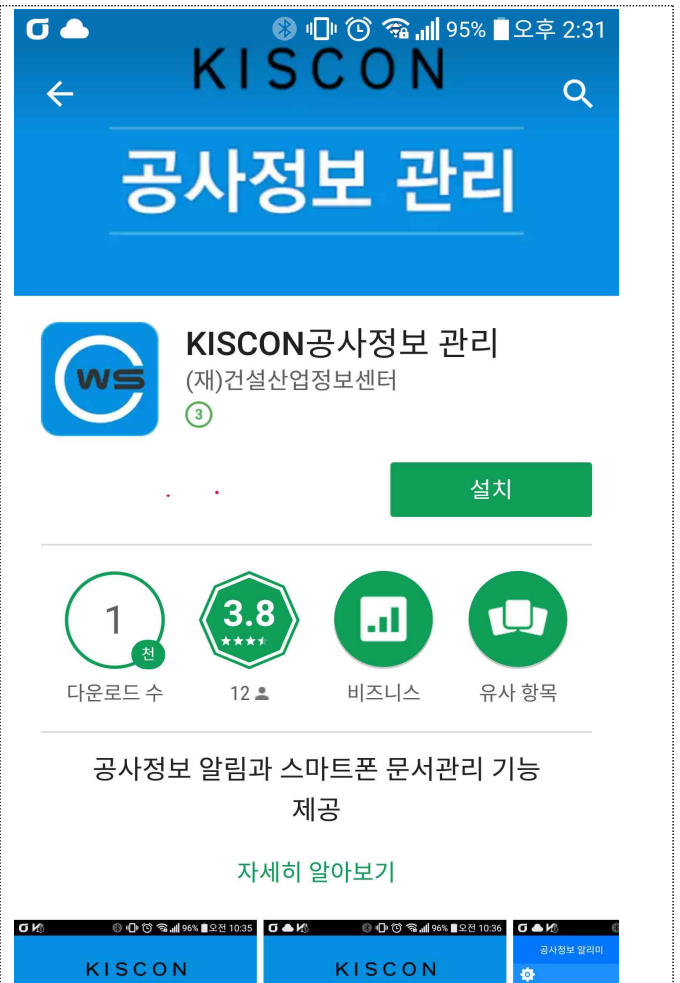 95% 오후 2:31
KISCON
공사정보 관리
KISCON공사정보 관리
(재)건설산업정보센터
3
WS
설치
1
천
3.8
다운로드 수
12
비즈니스
유사 항목
공사정보 알림과 스마트폰 문서관리 기능
제공
자세히 알아보기
96% 오전 10:35
96% 오전 10:36
공사정보 알리미
KISCON
KISCON